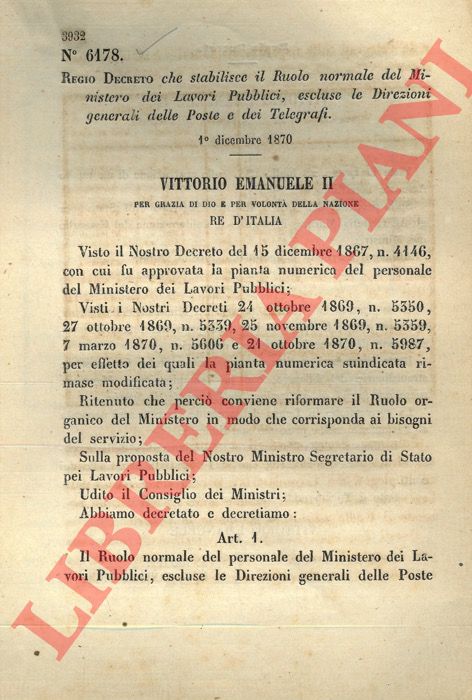 3932
N° 6178.
REGIO DECRETO che stabilisce il Ruolo normale del Mi-
nistero dei Lavori Pubblici, escluse le Direzioni
generali delle Poste e dei Telegrafi.
1° dicembre 1870
VITTORIO EMANUELE II
PER GRAZIA DI DIO E PER VOLONTÀ DELLA NAZIONE
RE D'ITALIA
Visto il Nostro Decreto del 15 dicembre 1867, n. 4146,
con cui fu approvata la pianta numerica del personale
del Ministero dei Lavori Pubblici;
Visti i Nostri Decreti 24 ottobre 1869, n. 5350,
27 ottobre 1869, n. 5339, 25 novembre 1869, n. 5359,
7 marzo 1870, n. 5606 e 21 ottobre 1870, n. 5987,
per effetto dei quali la pianta numerica suindicata ri-
mase modificata;
Ritenuto che perciò conviene riformare il Ruolo or-
ganico del Ministero in modo che corrisponda ai bisogni
del servizio;
Sulla proposta del Nostro Ministro Segretario di Stato
pei Lavori Pubblici;
Udito il Consiglio dei Ministri;
Abbiamo decretato e decretiamo:
Art. 1.
Il Ruolo normale del personale del Ministero dei La-
vori Pubblici, escluse le Direzioni generali delle Poste
LIBRERIA PIANI